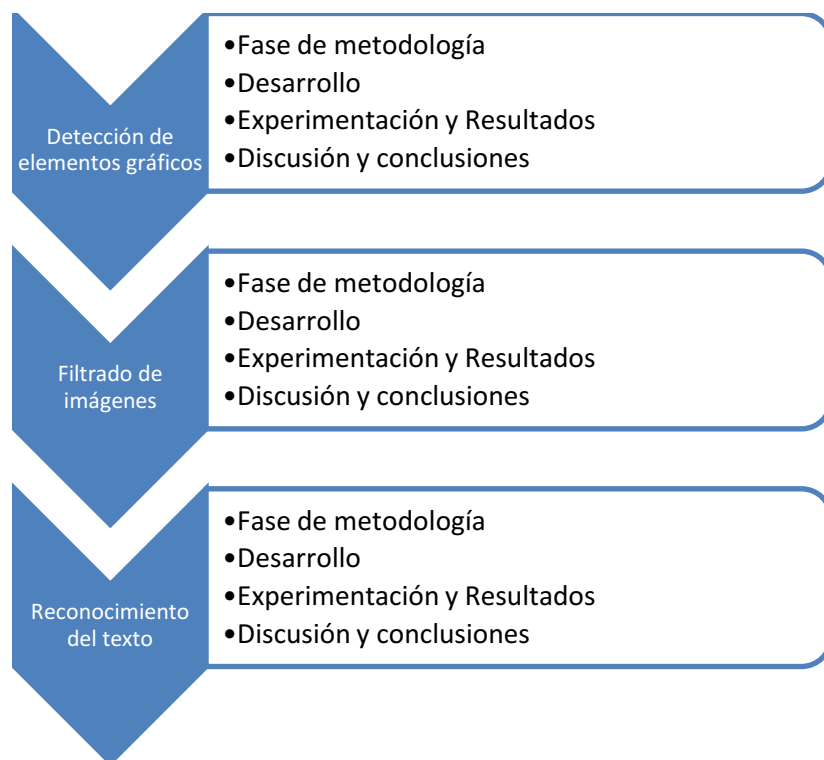 Detección de
elementos gráficos
•Fase de metodología
•Desarrollo
•Experimentación y Resultados
•Discusión y conclusiones
Filtrado de
imágenes
•Fase de metodología
•Desarrollo
•Experimentación y Resultados
•Discusión y conclusiones
Reconocimiento
del texto
•Fase de metodología
•Desarrollo
•Experimentación y Resultados
•Discusión y conclusiones